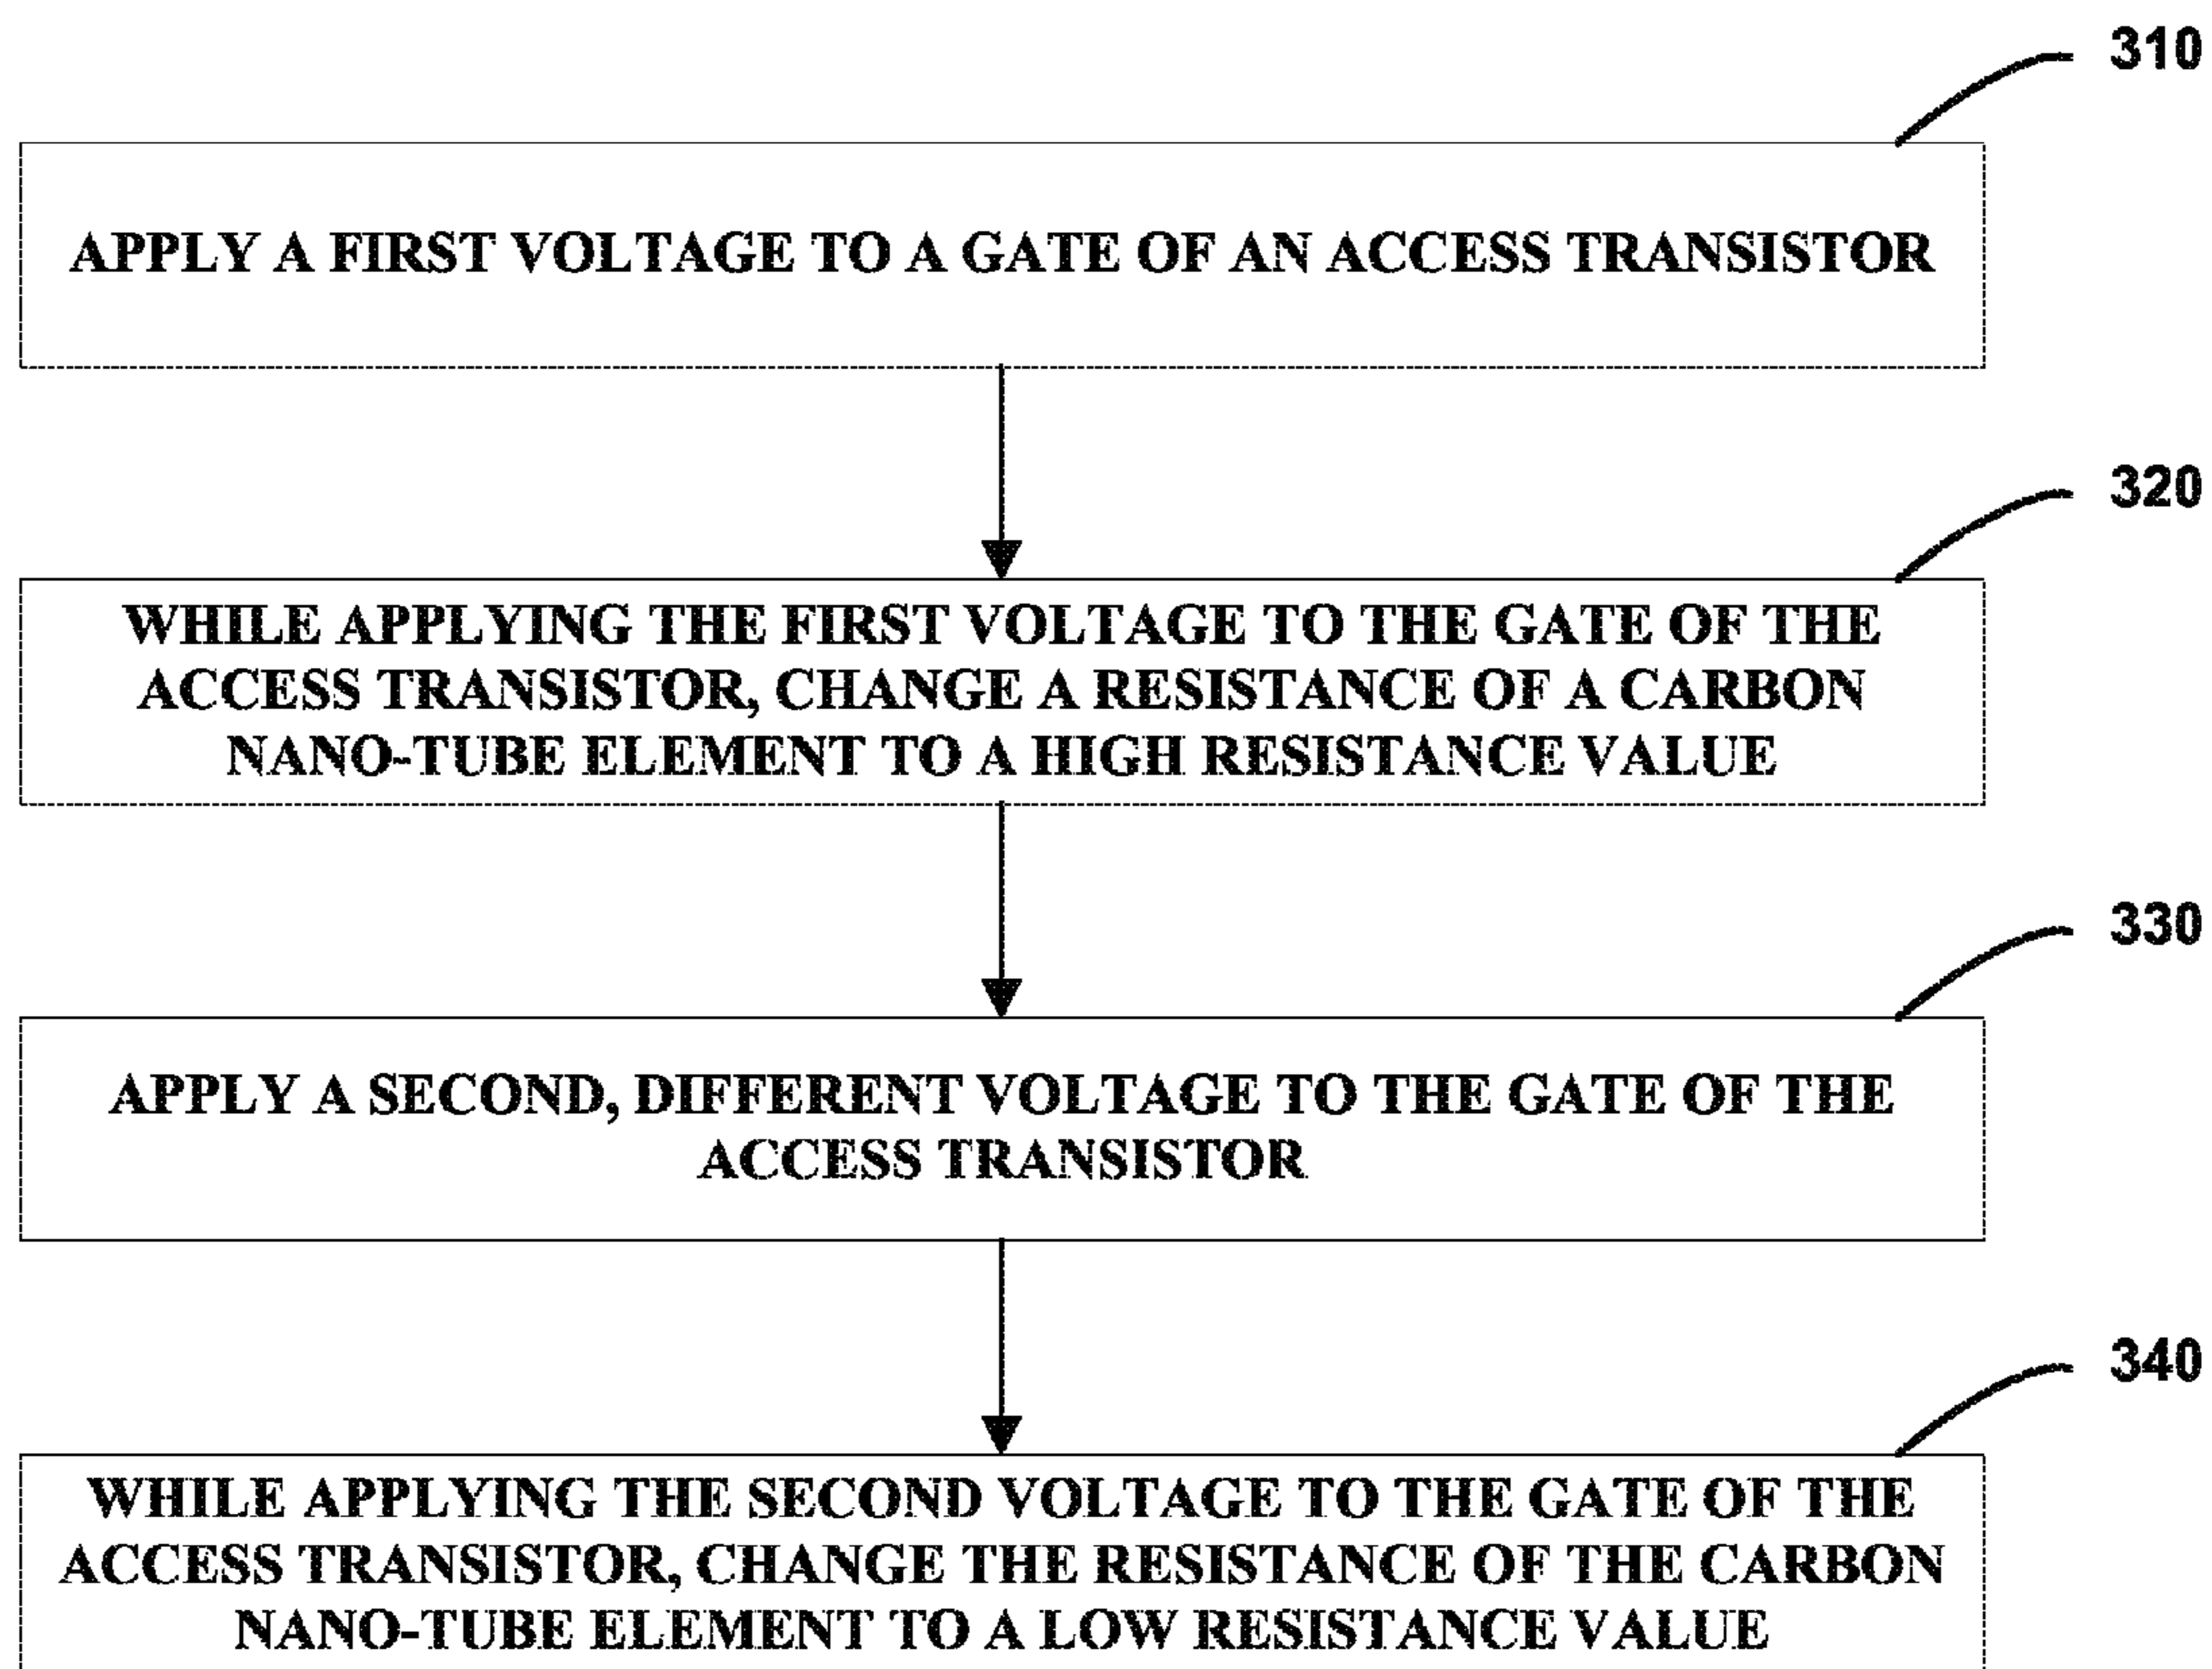 310
APPLY A FIRST VOLTAGE TO A GATE OF AN ACCESS TRANSISTOR
320
WHILE APPLYING THE FIRST VOLTAGE TO THE GATE OF THE
ACCESS TRANSISTOR, CHANGE A RESISTANCE OF A CARBON
NANO-TUBE ELEMENT TO A HIGH RESISTANCE VALUE
330
APPLY A SECOND, DIFFERENT VOLTAGE TO THE GATE OF THE
ACCESS TRANSISTOR
340
WHILE APPLYING THE SECOND VOLTAGE TO THE GATE OF THE
ACCESS TRANSISTOR, CHANGE THE RESISTANCE OF THE CARBON
NANO-TUBE ELEMENT TO A LOW RESISTANCE VALUE